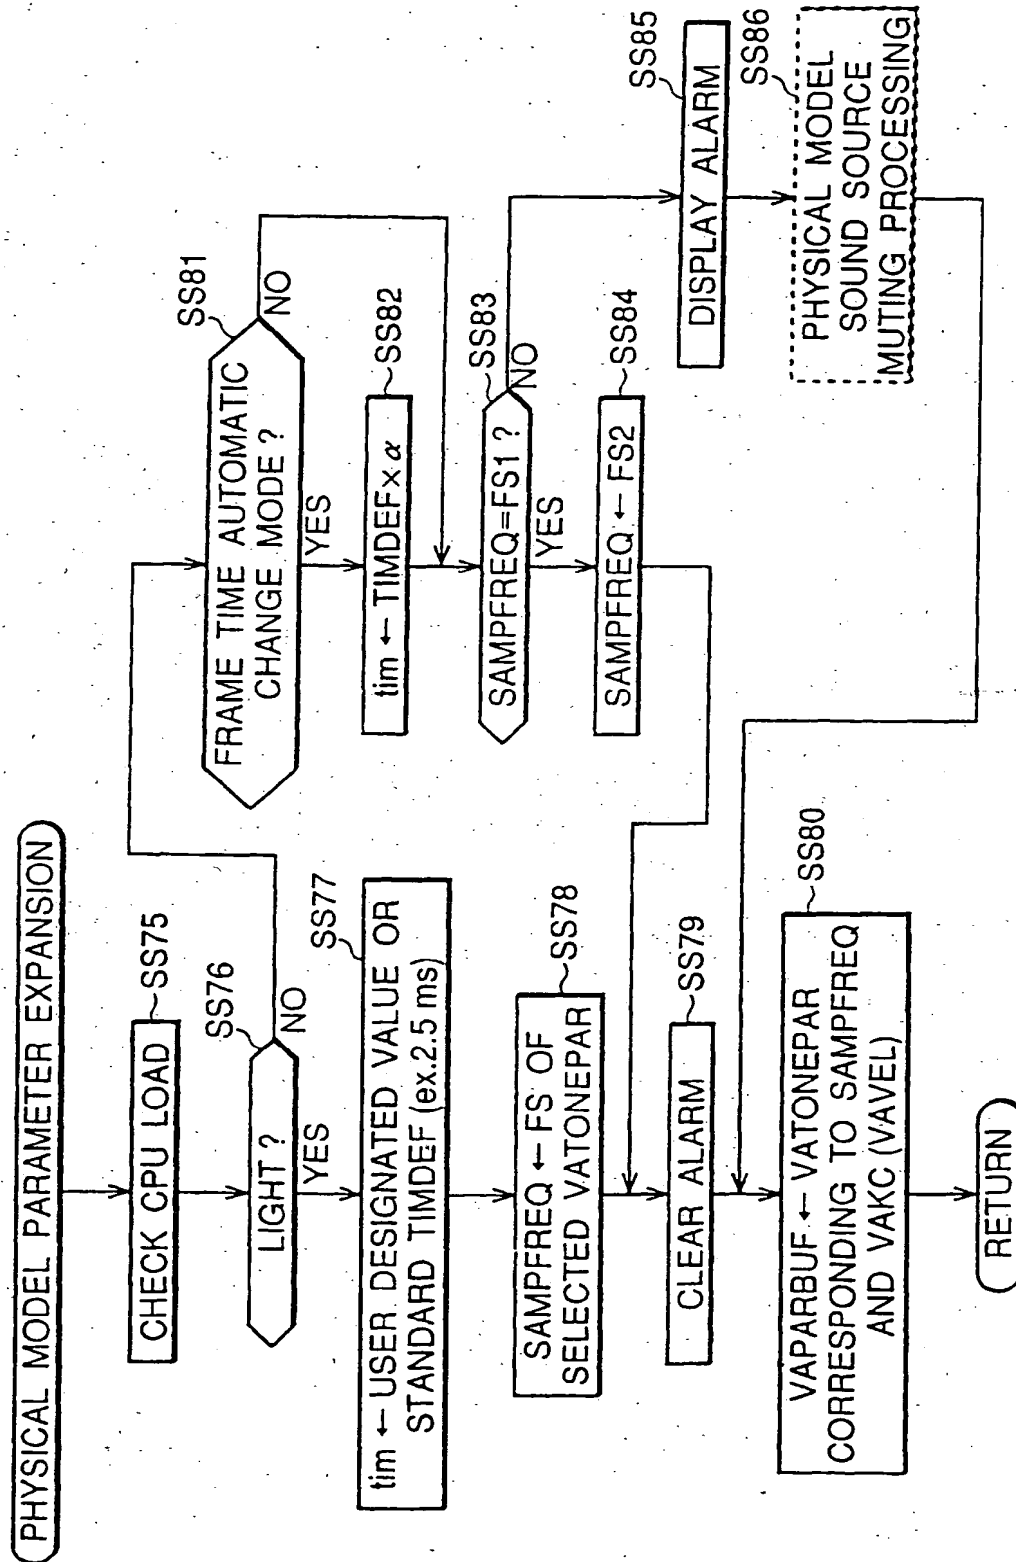 PHYSICAL MODEL PARAMETER EXPANSION
CHECK CPU LOAD
SS75
LIGHT ?
SS76
NO
YES
tim ← USER DESIGNATED VALUE OR
STANDARD TIMDEF (ex.2.5 ms)
SS77
SAMPFREQ ← FS OF
SELECTED VATONEPAR
SS78
CLEAR ALARM
SS79
VAPARBUF ← VATONEPAR
CORRESPONDING TO SAMPFREQ
AND VAKC (VAVEL)
SS80
RETURN
FRAME TIME AUTOMATIC
CHANGE MODE ?
SS81
NO
YES
tim ← TIMDEF×α
SS82
SAMPFREQ=FS1 ?
SS83
NO
YES
SAMPFREQ ← FS2
SS84
DISPLAY ALARM
SS85
PHYSICAL MODEL
SOUND SOURCE
MUTING PROCESSING
SS86